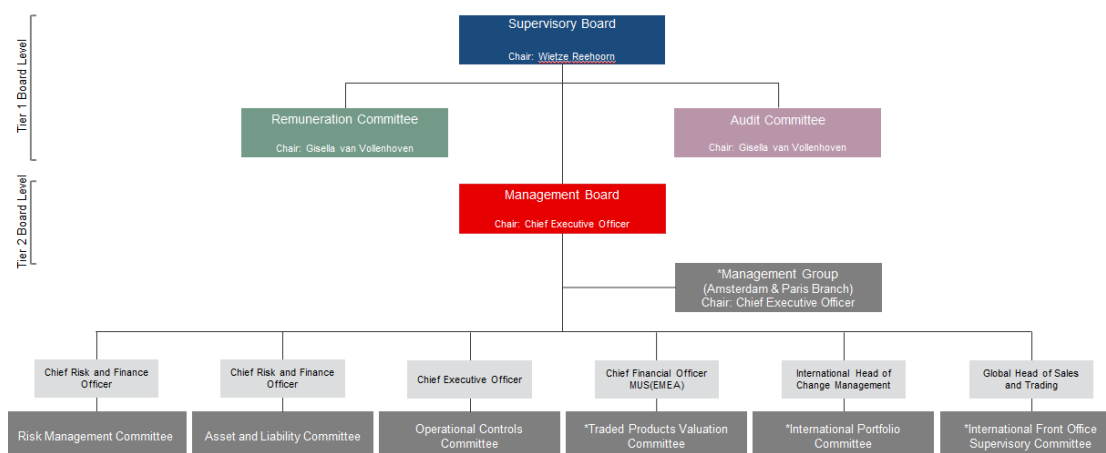 Tier 1 Board Level
Supervisory Board
Chair: Wietze Reehoorn
Remuneration Committee
Chair: Gisella van Vollenhoven
Audit Committee
Chair: Gisella van Vollenhoven
Tier 2 Board Level
Management Board
Chair: Chief Executive Officer
*Management Group
(Amsterdam & Paris Branch)
Chair: Chief Executive Officer
Chief Risk and Finance
Officer
Chief Risk and Finance
Officer
Chief Executive Officer
Chief Financial Officer
MUS(EMEA)
International Head of
Change Management
Global Head of Sales
and Trading
Risk Management Committee
Asset and Liability Committee
Operational Controls
Committee
*Traded Products Valuation
Committee
*International Portfolio
Committee
*International Front Office
Supervisory Committee